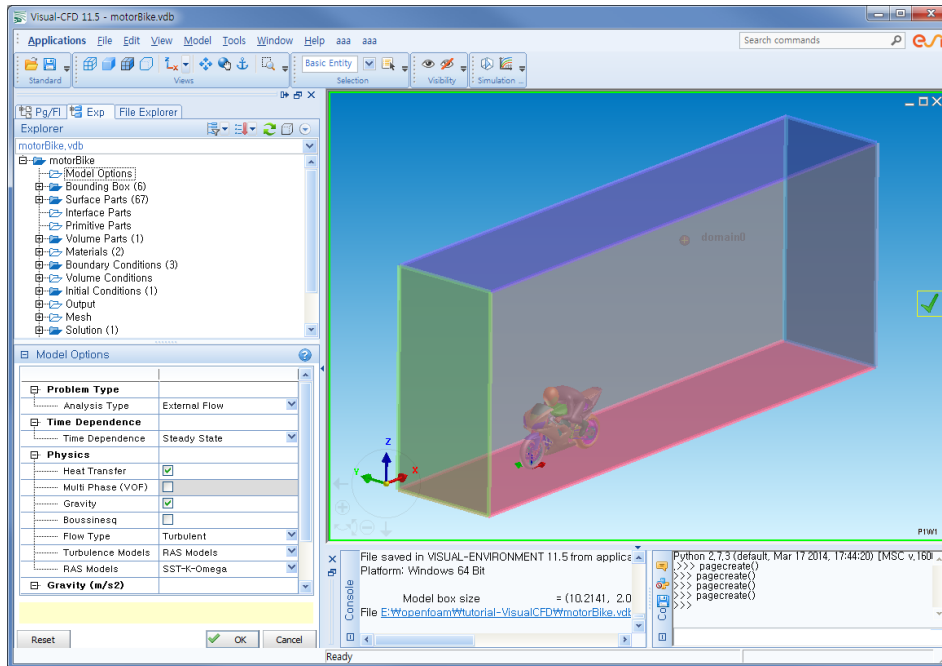 Visual-CFD 11.5 - motorBike.vdb
Applications File Edit View Model Tools Window Help aaa aaa
Search commands
esi
Basic Entity
Standard Views Selection Visibility Simulation ...
Pg/Fl Exp File Explorer
Explorer
motorBike.vdb
motorBike
Model Options
Bounding Box (6)
Surface Parts (67)
Interface Parts
Primitive Parts
Volume Parts (1)
Materials (2)
Boundary Conditions (3)
Volume Conditions
Initial Conditions (1)
Output
Mesh
Solution (1)
Model Options
Problem Type
Analysis Type External Flow
Time Dependence
Time Dependence Steady State
Physics
Heat Transfer
Multi Phase (VOF)
Gravity
Boussinesq
Flow Type Turbulent
Turbulence Models RAS Models
RAS Models SST-K-Omega
Gravity (m/s2)
Reset OK Cancel
domain0
Z
Y X
P1W1
Console
File saved in VISUAL-ENVIRONMENT 11.5 from applica
Platform: Windows 64 Bit
Model box size = (10.2141, 2.0
File E:₩openfoam₩tutorial-VisualCFD₩motorBike.vdb
Co
Python 2.7.3 (default, Mar 17 2014, 17:44:20) [MSC v.160
>>> pagecreate()
>>> pagecreate()
>>> pagecreate()
>>> pagecreate()
>>>
Ready